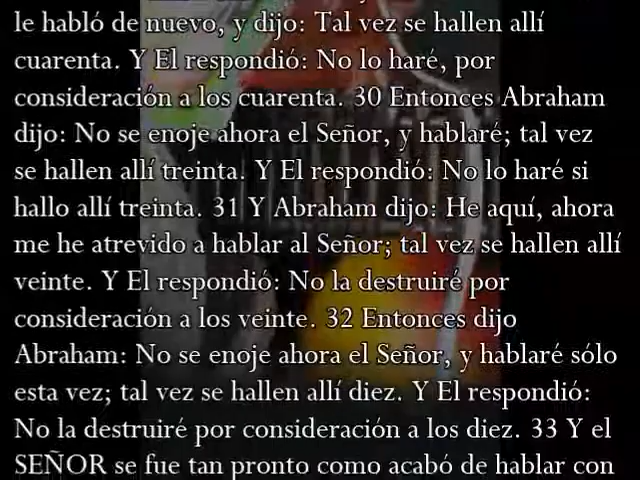 le habló de nuevo, y dijo: Tal vez se hallen allí
cuarenta. Y El respondió: No lo haré, por
consideración a los cuarenta. 30 Entonces Abraham
dijo: No se enoje ahora el Señor, y hablaré; tal vez
se hallen allí treinta. Y El respondió: No lo haré si
hallo allí treinta. 31 Y Abraham dijo: He aquí, ahora
me he atrevido a hablar al Señor; tal vez se hallen allí
veinte. Y El respondió: No la destruiré por
consideración a los veinte. 32 Entonces dijo
Abraham: No se enoje ahora el Señor, y hablaré sólo
esta vez; tal vez se hallen allí diez. Y El respondió:
No la destruiré por consideración a los diez. 33 Y el
SEÑOR se fue tan pronto como acabó de hablar con